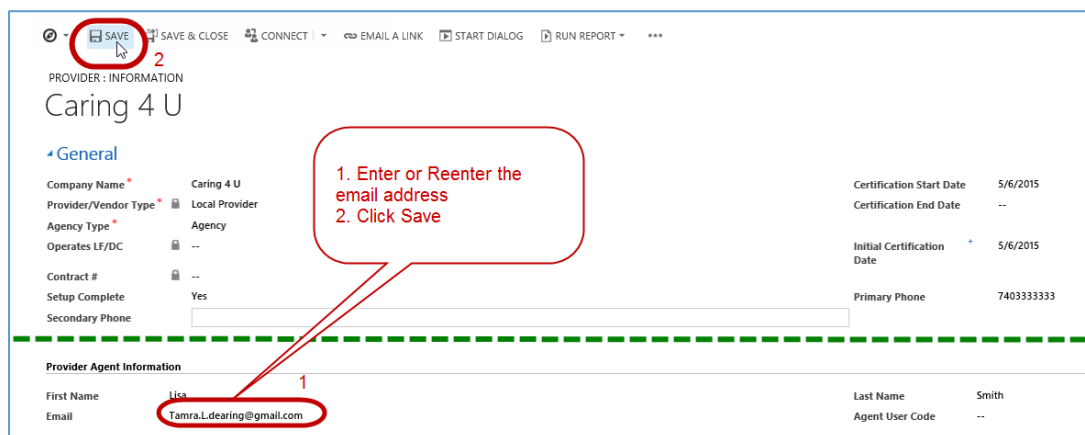 SAVE SAVE & CLOSE CONNECT EMAIL A LINK START DIALOG RUN REPORT ...
2
PROVIDER : INFORMATION
Caring 4 U
General
1. Enter or Reenter the
email address
2. Click Save
Company Name * Caring 4 U Certification Start Date 5/6/2015
Provider/Vendor Type * Local Provider Certification End Date --
Agency Type * Agency
Operates LF/DC -- Initial Certification + 5/6/2015
Date
Contract # --
Setup Complete Yes Primary Phone 7403333333
Secondary Phone
Provider Agent Information
1
First Name Lisa Last Name Smith
Email Tamra.L.dearing@gmail.com Agent User Code --